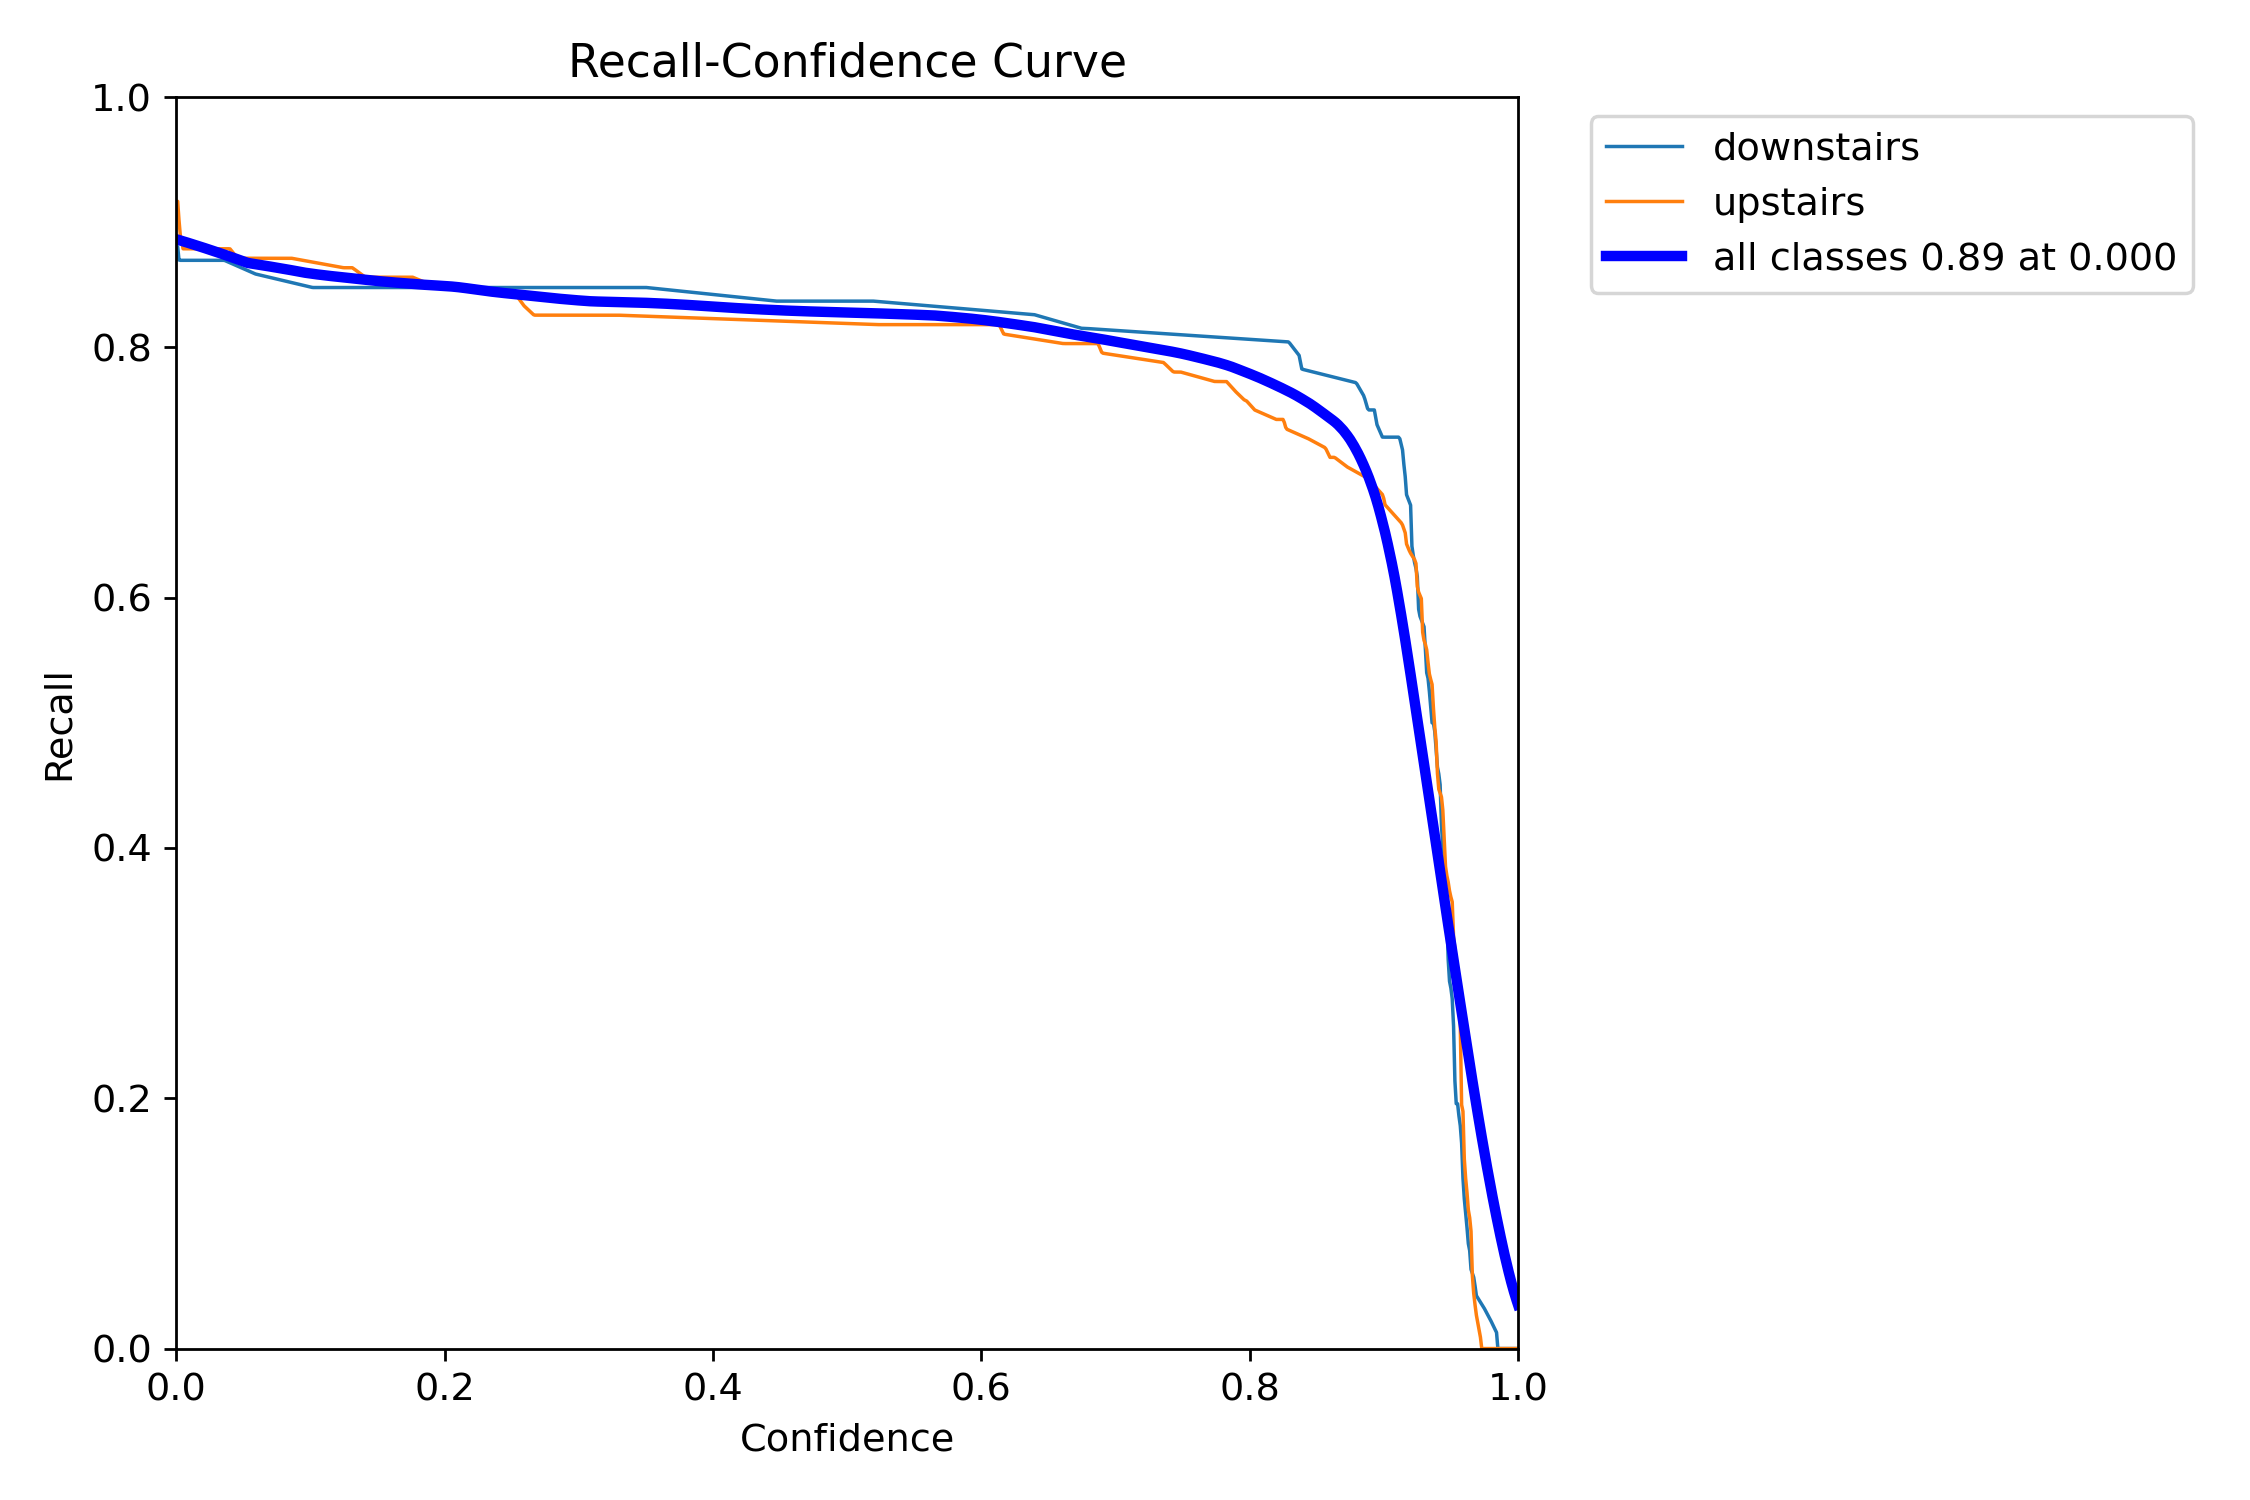 Recall-Confidence Curve
1.0
0.8
0.6
0.4
0.2
0.0
Recall
0.0 0.2 0.4 0.6 0.8 1.0
Confidence
downstairs
upstairs
all classes 0.89 at 0.000